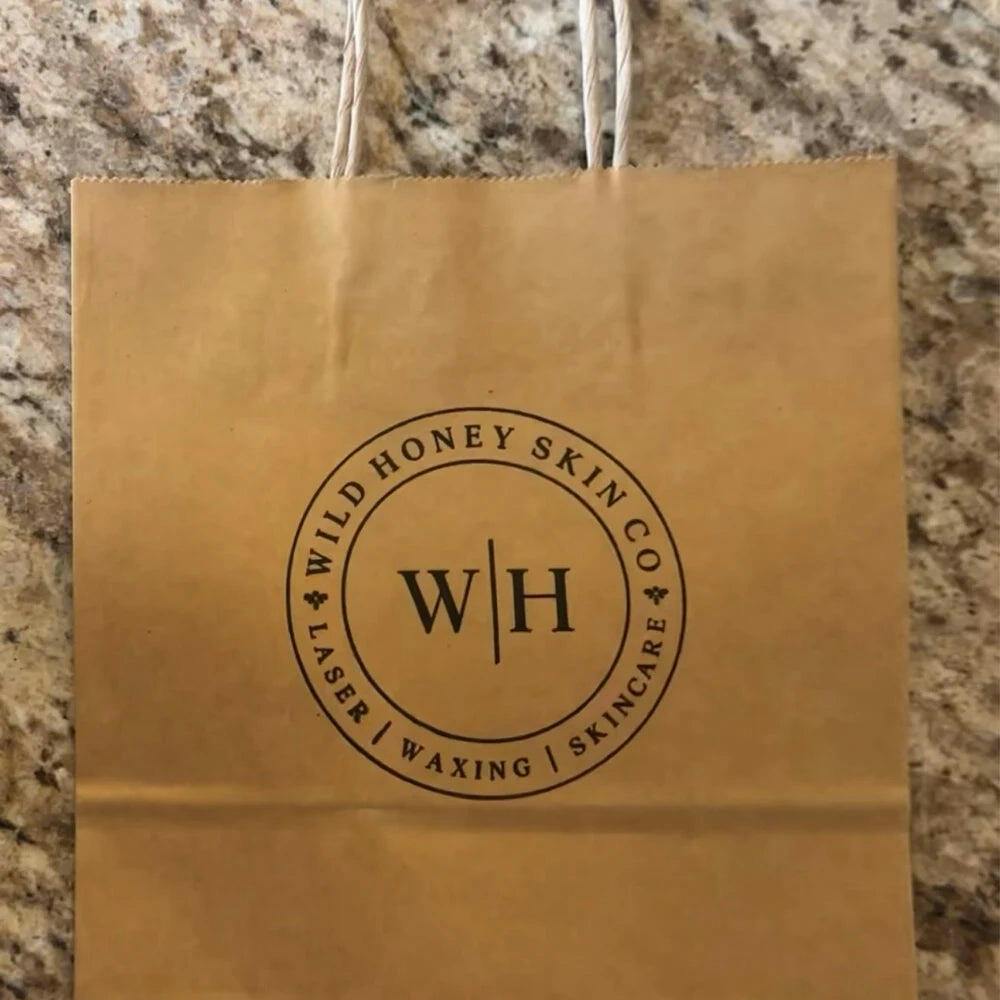 WILD HONEY SKIN CO
W|H
LASER | WAXING | SKINCARE